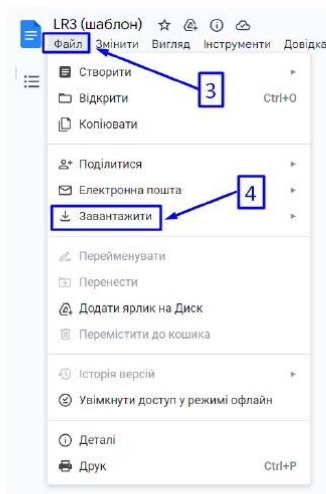 LR3 (шаблон)
Файл Змінити Вигляд Інструменти Довідка
3
Створити
Відкрити Ctrl+O
Копіювати
Поділитися
Електронна пошта
4
Завантажити
Перейменувати
Перенести
Додати ярлик на Диск
Перемістити до кошика
Історія версій
Увімкнути доступ у режимі офлайн
Деталі
Друк Ctrl+P